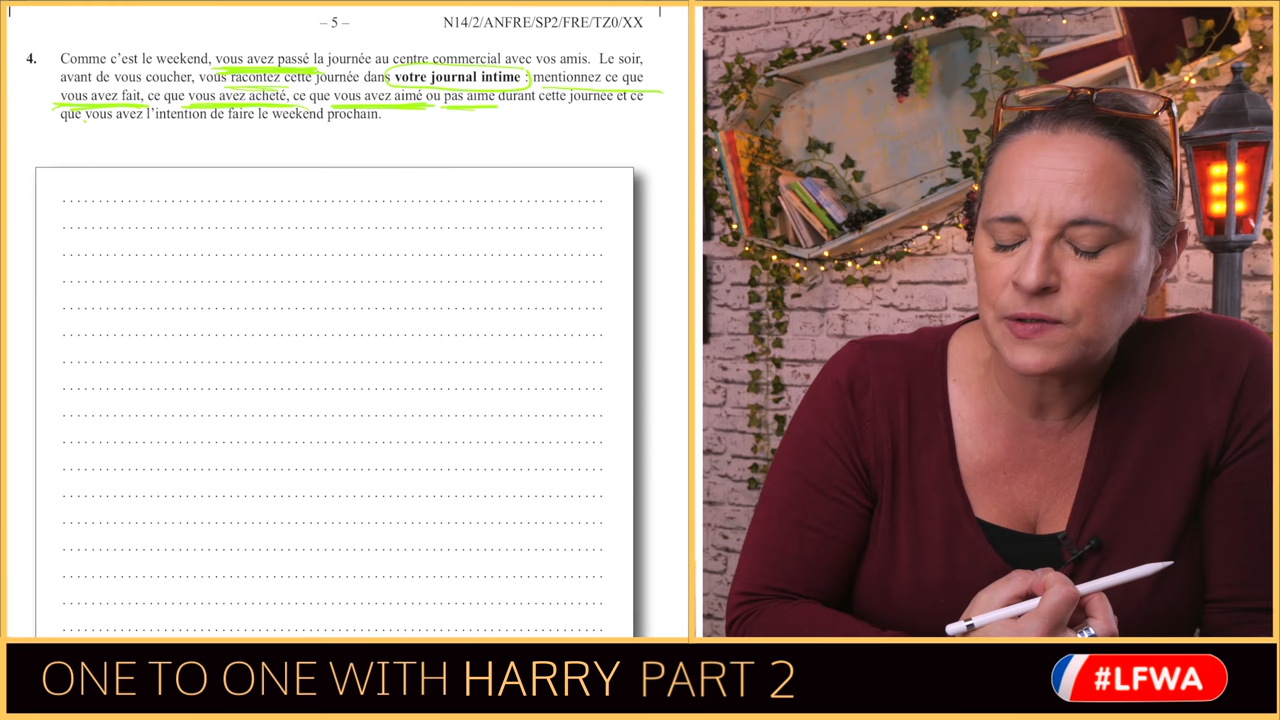 – 5 –
N14/2/ANFRE/SP2/FRE/TZ0/XX
4. Comme c’est le weekend, vous avez passé la journée au centre commercial avec vos amis. Le soir,
avant de vous coucher, vous racontez cette journée dans votre journal intime : mentionnez ce que
vous avez fait, ce que vous avez acheté, ce que vous avez aimé ou pas aimé durant cette journée et ce
que vous avez l’intention de faire le weekend prochain.
ONE TO ONE WITH HARRY PART 2
#LFWA